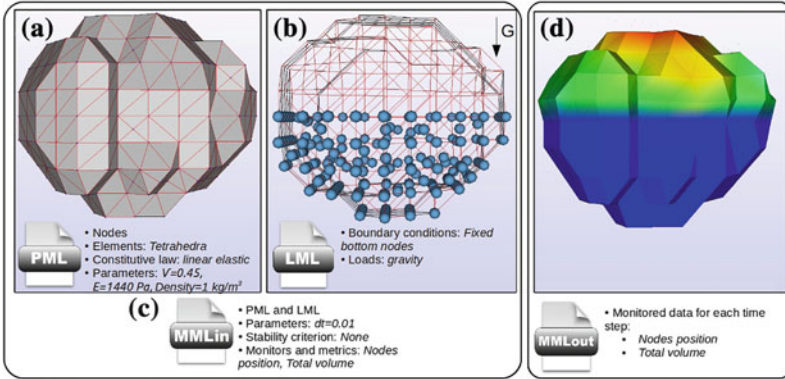 (a)
PML
• Nodes
• Elements: Tetrahedra
• Constitutive law: linear elastic
• Parameters: V=0.45,
E=1440 Pa, Density=1 kg/m³
(b)
G
LML
• Boundary conditions: Fixed
bottom nodes
• Loads: gravity
(c)
MMLin
• PML and LML
• Parameters: dt=0.01
• Stability criterion: None
• Monitors and metrics: Nodes
position, Total volume
(d)
MMLout
• Monitored data for each time
step:
• Nodes position
• Total volume